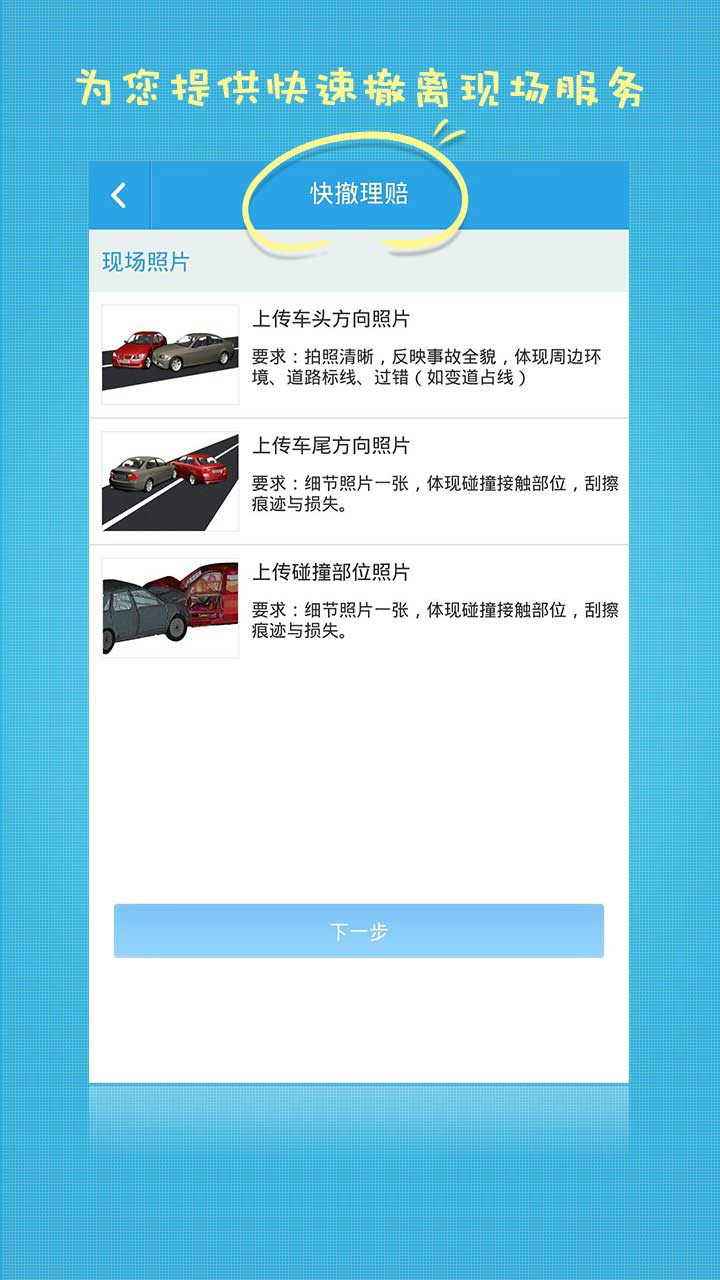 为您提供快速撤离现场服务
快撤理赔
现场照片
上传车头方向照片
要求：拍照清晰，反映事故全貌，体现周边环
境、道路标线、过错（如变道占线）
上传车尾方向照片
要求：细节照片一张，体现碰撞接触部位，刮擦
痕迹与损失。
上传碰撞部位照片
要求：细节照片一张，体现碰撞接触部位，刮擦
痕迹与损失。
下一步